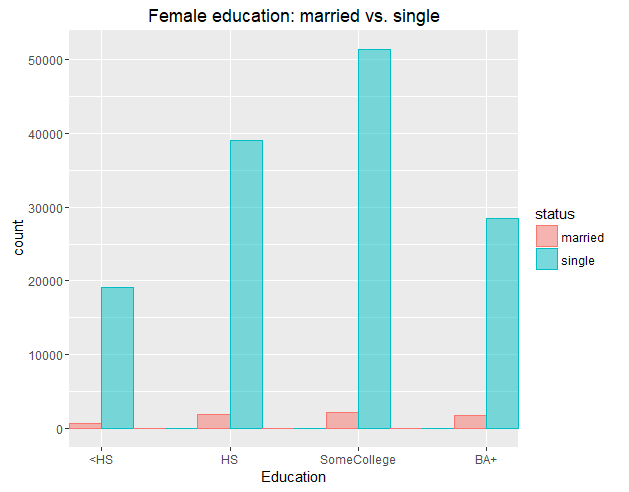 Female education: married vs. single
50000
40000
30000
20000
10000
0
count
<HS
HS
SomeCollege
BA+
Education
status
married
single